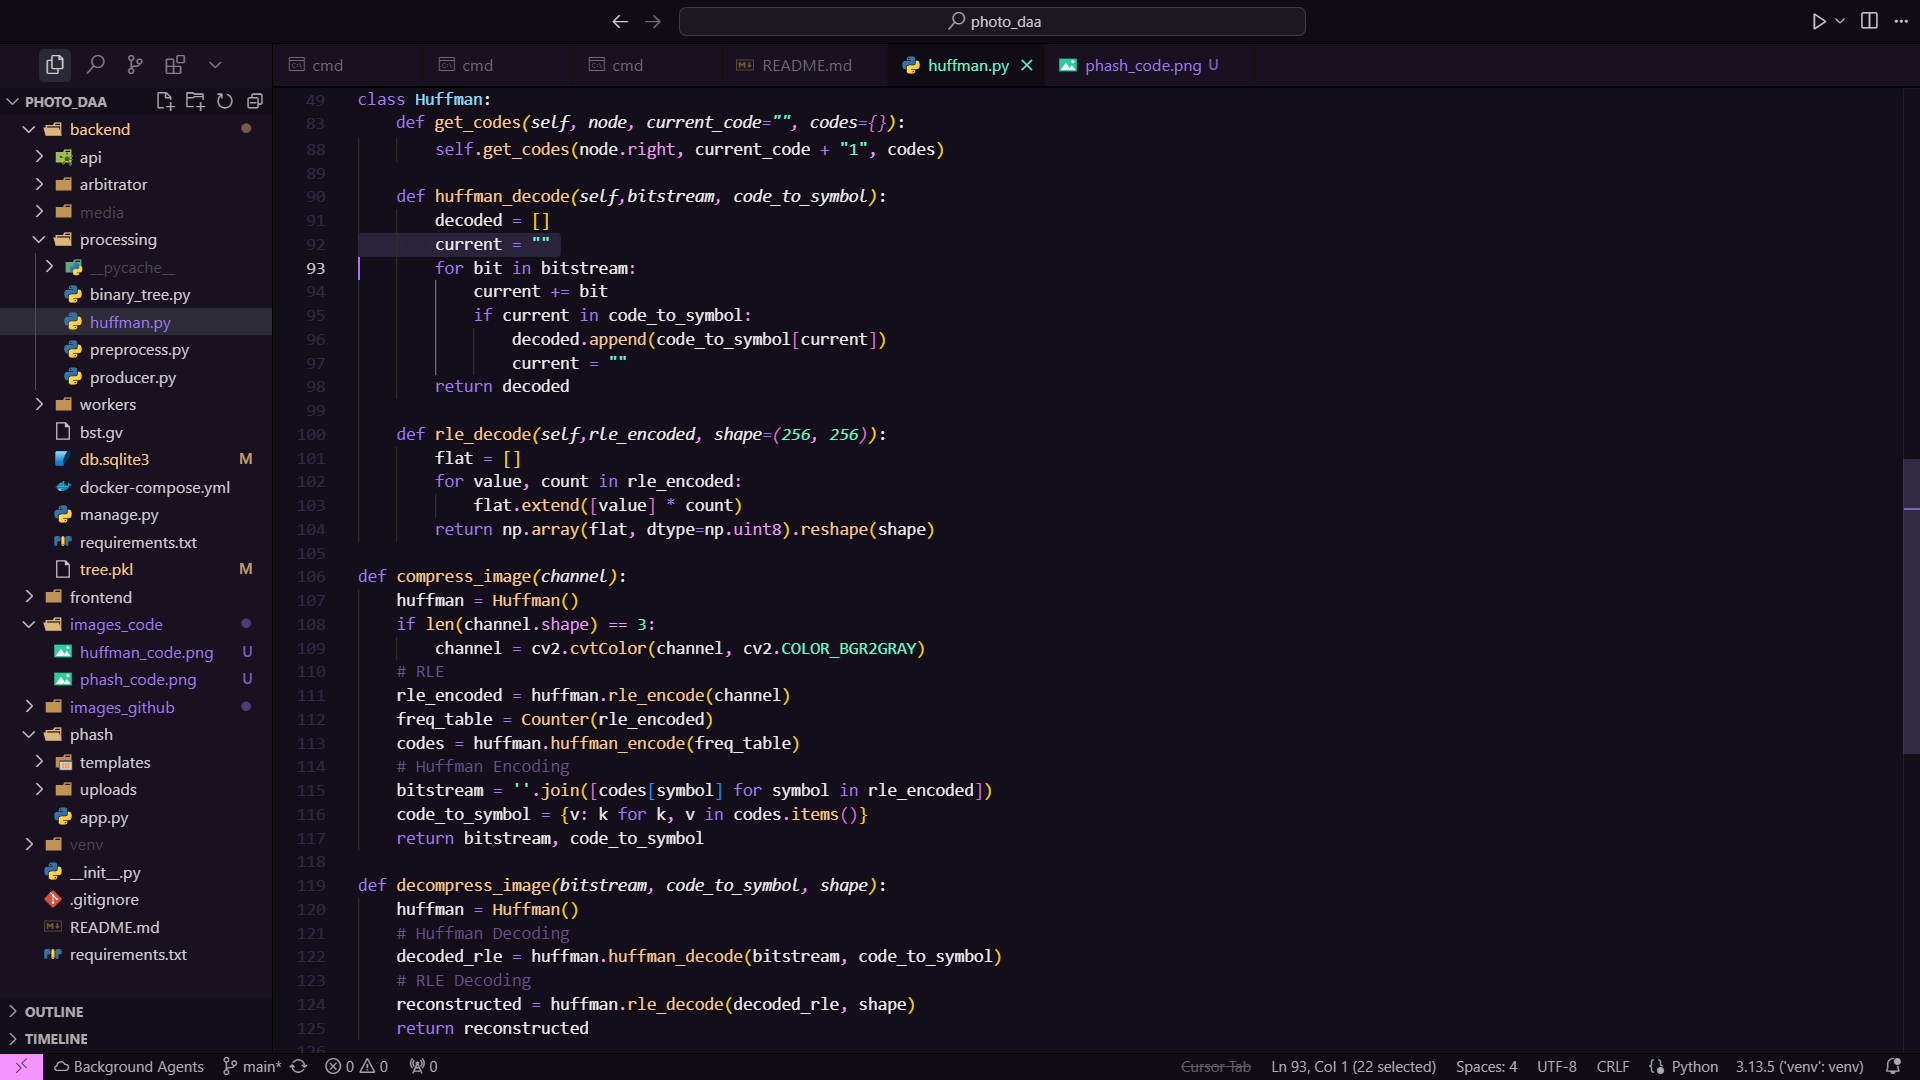 photo_daa
cmd
cmd
cmd
README.md
huffman.py
phash_code.png U
PHOTO_DAA
backend
api
arbitrator
media
processing
__pycache__
binary_tree.py
huffman.py
preprocess.py
producer.py
workers
bst.gv
db.sqlite3 M
docker-compose.yml
manage.py
requirements.txt
tree.pkl M
frontend
images_code
huffman_code.png U
phash_code.png U
images_github
phash
templates
uploads
app.py
venv
__init__.py
.gitignore
README.md
requirements.txt
OUTLINE
TIMELINE
49 class Huffman:
83     def get_codes(self, node, current_code="", codes={}):
88         self.get_codes(node.right, current_code + "1", codes)
89
90     def huffman_decode(self,bitstream, code_to_symbol):
91         decoded = []
92         current = ""
93         for bit in bitstream:
94             current += bit
95             if current in code_to_symbol:
96                 decoded.append(code_to_symbol[current])
97                 current = ""
98         return decoded
99
100     def rle_decode(self,rle_encoded, shape=(256, 256)):
101         flat = []
102         for value, count in rle_encoded:
103             flat.extend([value] * count)
104         return np.array(flat, dtype=np.uint8).reshape(shape)
105
106 def compress_image(channel):
107     huffman = Huffman()
108     if len(channel.shape) == 3:
109         channel = cv2.cvtColor(channel, cv2.COLOR_BGR2GRAY)
110     # RLE
111     rle_encoded = huffman.rle_encode(channel)
112     freq_table = Counter(rle_encoded)
113     codes = huffman.huffman_encode(freq_table)
114     # Huffman Encoding
115     bitstream = ''.join([codes[symbol] for symbol in rle_encoded])
116     code_to_symbol = {v: k for k, v in codes.items()}
117     return bitstream, code_to_symbol
118
119 def decompress_image(bitstream, code_to_symbol, shape):
120     huffman = Huffman()
121     # Huffman Decoding
122     decoded_rle = huffman.huffman_decode(bitstream, code_to_symbol)
123     # RLE Decoding
124     reconstructed = huffman.rle_decode(decoded_rle, shape)
125     return reconstructed
126
Background Agents main* 0 0 0 Cursor Tab Ln 93, Col 1 (22 selected) Spaces: 4 UTF-8 CRLF Python 3.13.5 ('venv': venv)